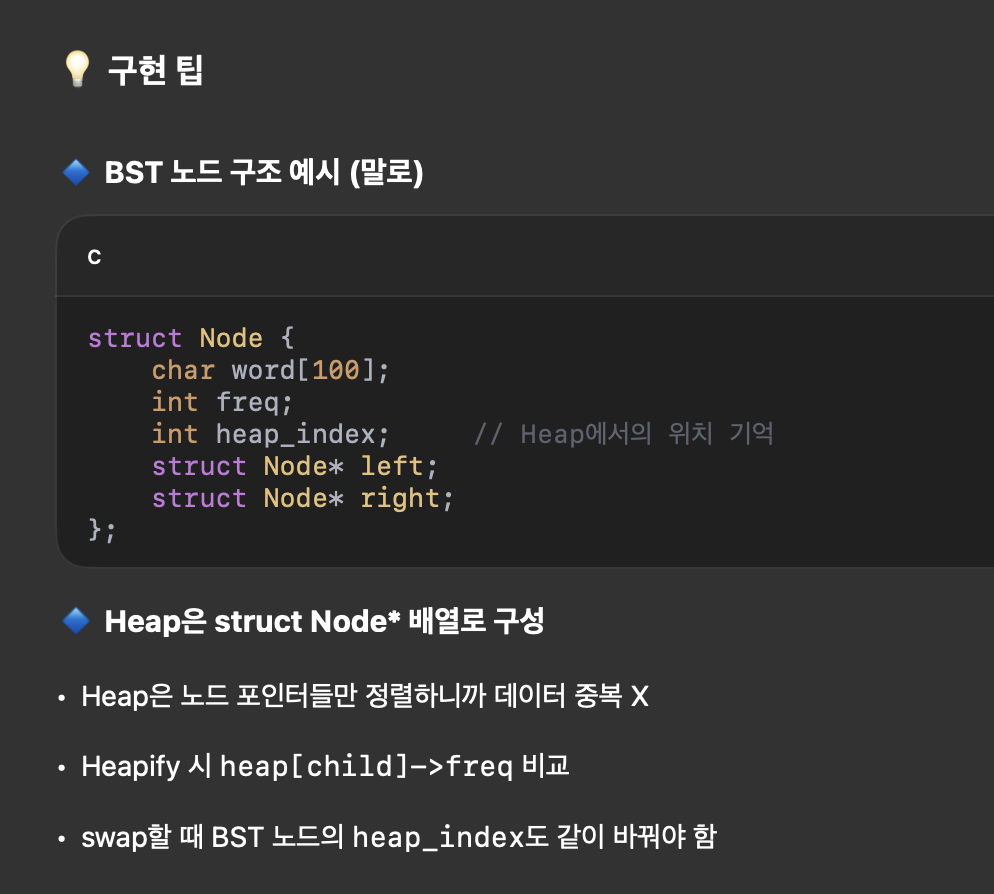 💡 구현 팁
🔷 BST 노드 구조 예시 (말로)
c
struct Node {
    char word[100];
    int freq;
    int heap_index;     // Heap에서의 위치 기억
    struct Node* left;
    struct Node* right;
};
🔷 Heap은 struct Node* 배열로 구성
• Heap은 노드 포인터들만 정렬하니까 데이터 중복 X
• Heapify 시 heap[child]->freq 비교
• swap할 때 BST 노드의 heap_index도 같이 바꿔야 함